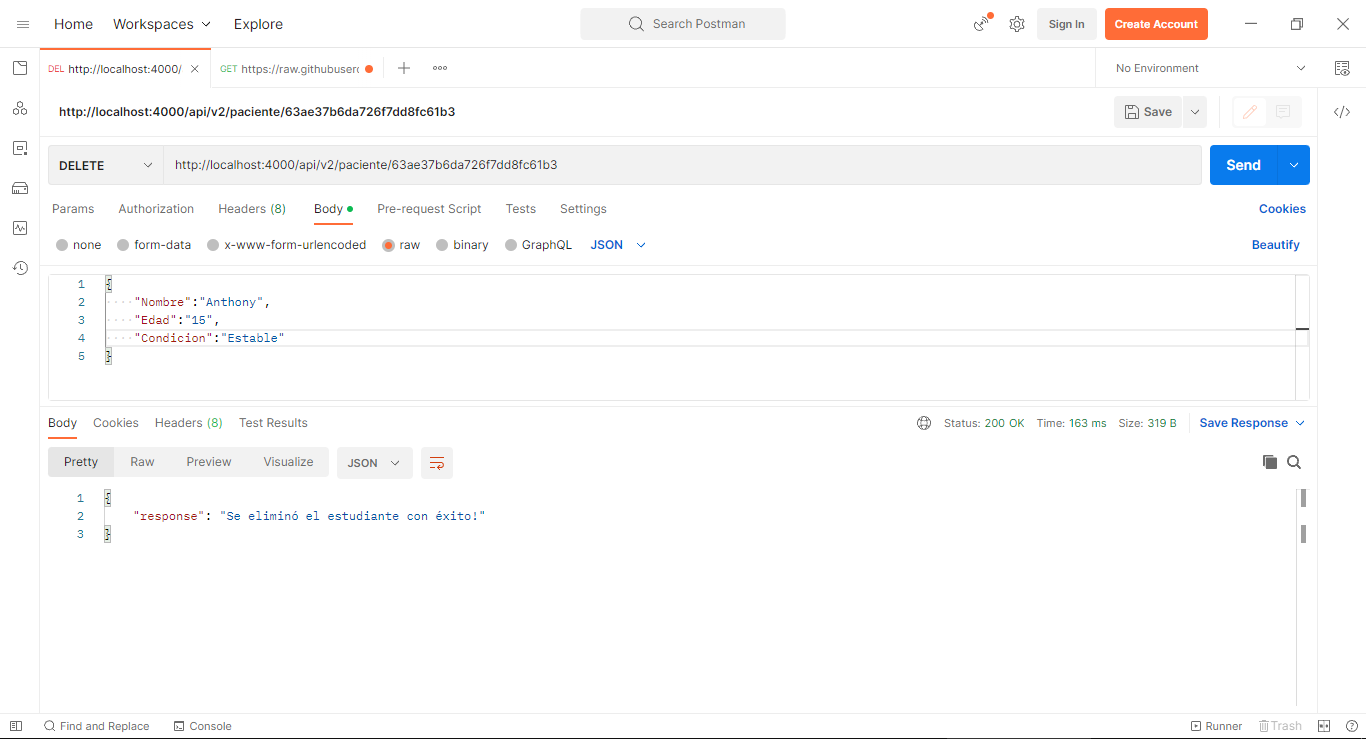 Home Workspaces Explore Search Postman Sign In Create Account
DEL http://localhost:4000/ GET https://raw.githubuserc No Environment
http://localhost:4000/api/v2/paciente/63ae37b6da726f7dd8fc61b3 Save
DELETE http://localhost:4000/api/v2/paciente/63ae37b6da726f7dd8fc61b3 Send
Params Authorization Headers (8) Body Pre-request Script Tests Settings Cookies
none form-data x-www-form-urlencoded raw binary GraphQL JSON Beautify
1 {
2 "Nombre":"Anthony",
3 "Edad":"15",
4 "Condicion":"Estable"
5 }
Body Cookies Headers (8) Test Results Status: 200 OK Time: 163 ms Size: 319 B Save Response
Pretty Raw Preview Visualize JSON
1 {
2 "response": "Se eliminó el estudiante con éxito!"
3 }
Find and Replace Console Runner Trash